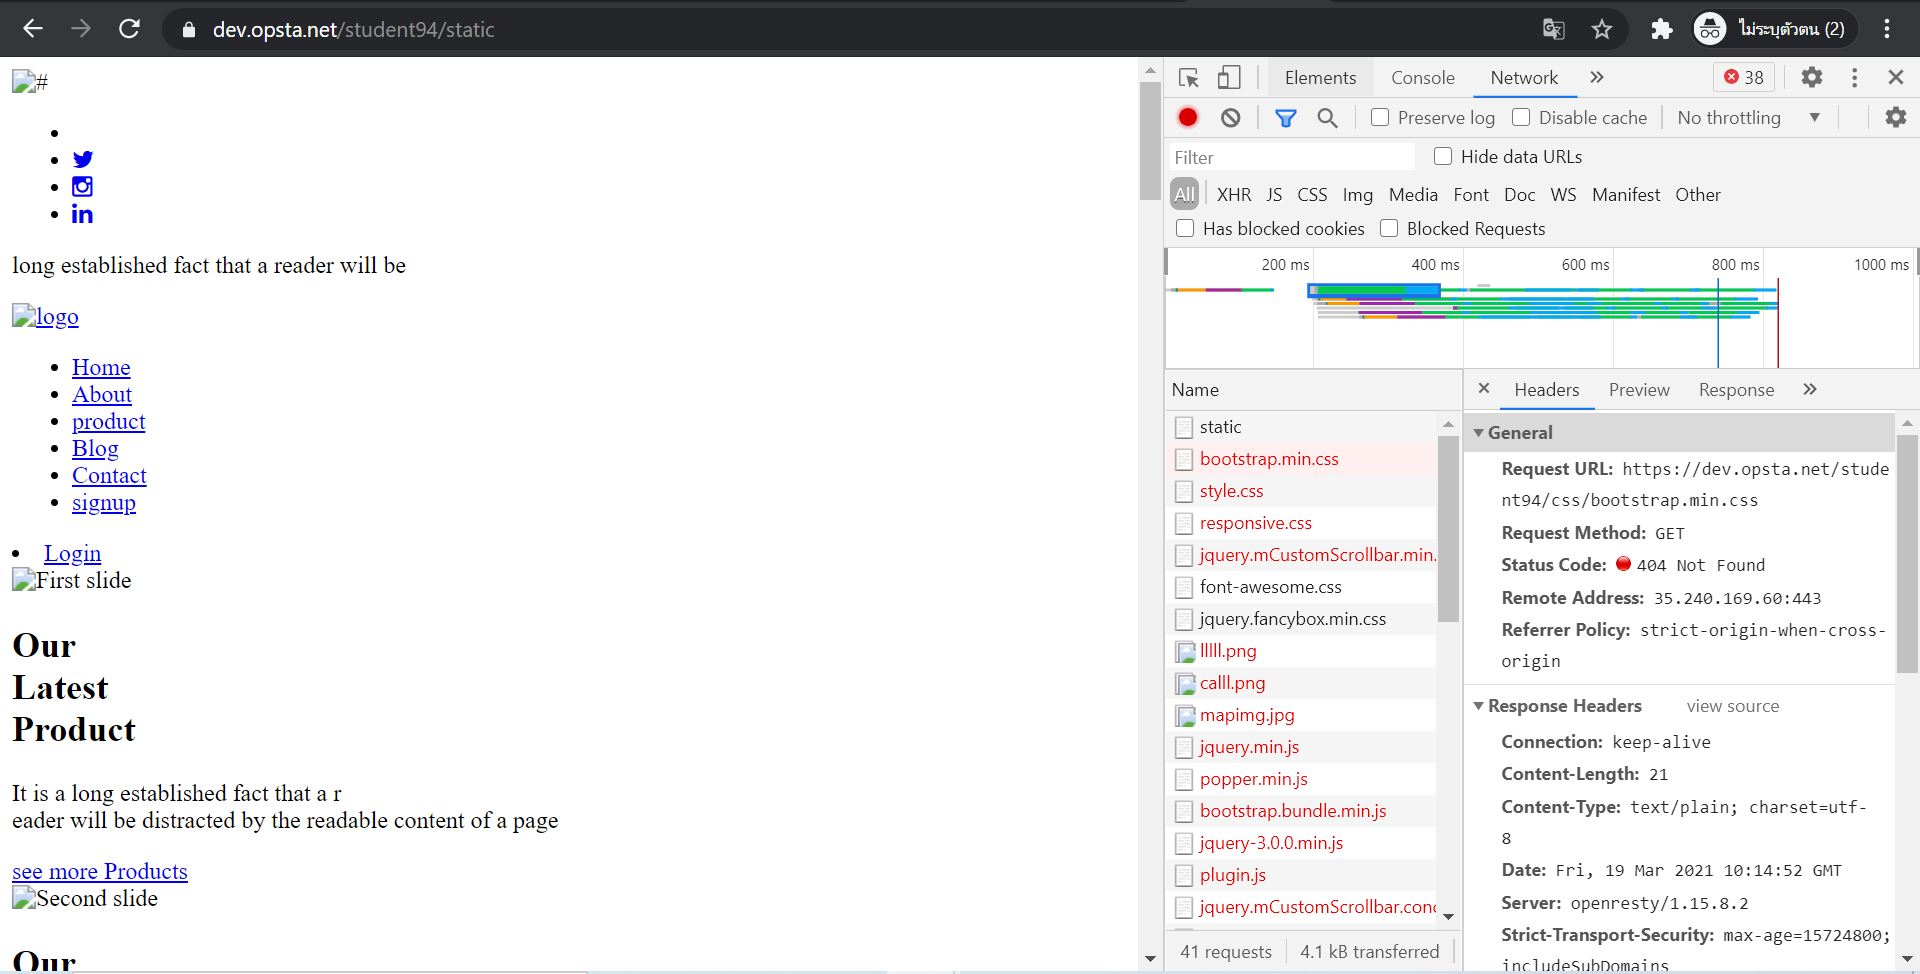 dev.opsta.net/student94/static
ไม่ระบุตัวตน (2)
#
long established fact that a reader will be
logo
Home
About
product
Blog
Contact
signup
Login
First slide
Our
Latest
Product
It is a long established fact that a r
eader will be distracted by the readable content of a page
see more Products
Second slide
Our
Elements Console Network 38
Preserve log Disable cache No throttling
Filter Hide data URLs
All XHR JS CSS Img Media Font Doc WS Manifest Other
Has blocked cookies Blocked Requests
200 ms 400 ms 600 ms 800 ms 1000 ms
Name
static
bootstrap.min.css
style.css
responsive.css
jquery.mCustomScrollbar.min.
font-awesome.css
jquery.fancybox.min.css
lllll.png
calll.png
mapimg.jpg
jquery.min.js
popper.min.js
bootstrap.bundle.min.js
jquery-3.0.0.min.js
plugin.js
jquery.mCustomScrollbar.conc
41 requests 4.1 kB transferred
Headers Preview Response
General
Request URL: https://dev.opsta.net/stude
nt94/css/bootstrap.min.css
Request Method: GET
Status Code: 404 Not Found
Remote Address: 35.240.169.60:443
Referrer Policy: strict-origin-when-cross-
origin
Response Headers view source
Connection: keep-alive
Content-Length: 21
Content-Type: text/plain; charset=utf-
8
Date: Fri, 19 Mar 2021 10:14:52 GMT
Server: openresty/1.15.8.2
Strict-Transport-Security: max-age=15724800;
includeSubDomains